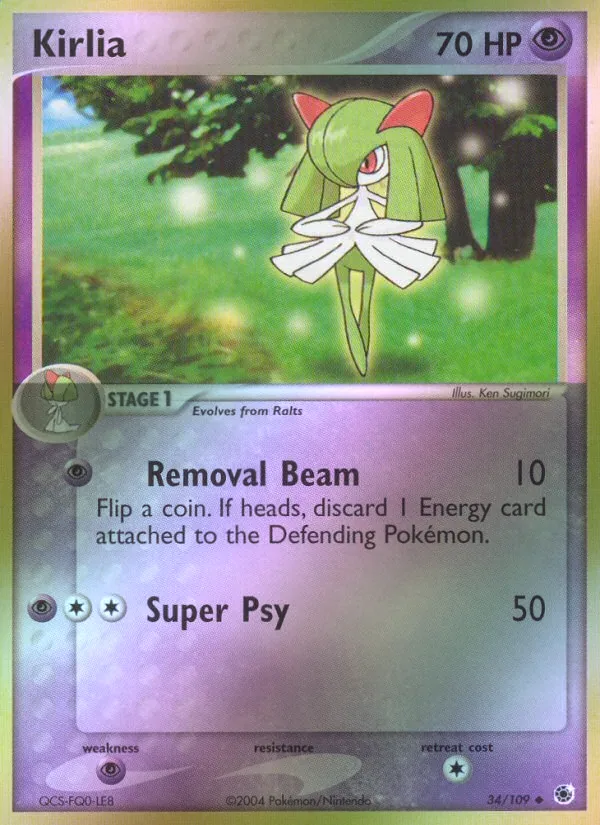 Kirlia
70 HP
STAGE 1
Evolves from Ralts
Illus. Ken Sugimori
Removal Beam 10
Flip a coin. If heads, discard 1 Energy card
attached to the Defending Pokémon.
Super Psy 50
weakness resistance retreat cost
QCS-FQ0-LE8 ©2004 Pokémon/Nintendo 34/109